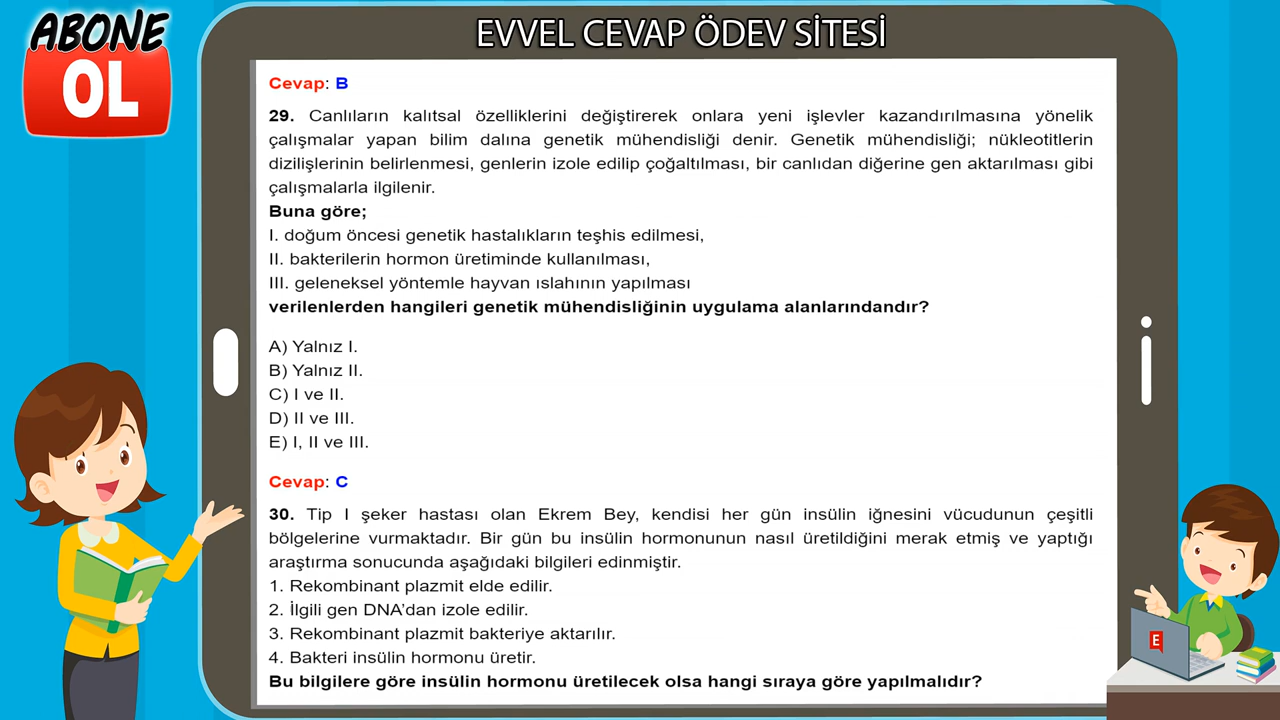 ABONE
OL
EVVEL CEVAP ÖDEV SİTESİ
Cevap: B
29. Canlıların kalıtsal özelliklerini değiştirerek onlara yeni işlevler kazandırılmasına yönelik
çalışmalar yapan bilim dalına genetik mühendisliği denir. Genetik mühendisliği; nükleotitlerin
dizilişlerinin belirlenmesi, genlerin izole edilip çoğaltılması, bir canlıdan diğerine gen aktarılması gibi
çalışmalarla ilgilenir.
Buna göre;
I. doğum öncesi genetik hastalıkların teşhis edilmesi,
II. bakterilerin hormon üretiminde kullanılması,
III. geleneksel yöntemle hayvan ıslahının yapılması
verilenlerden hangileri genetik mühendisliğinin uygulama alanlarındandır?
A) Yalnız I.
B) Yalnız II.
C) I ve II.
D) II ve III.
E) I, II ve III.
Cevap: C
30. Tip I şeker hastası olan Ekrem Bey, kendisi her gün insülin iğnesini vücudunun çeşitli
bölgelerine vurmaktadır. Bir gün bu insülin hormonunun nasıl üretildiğini merak etmiş ve yaptığı
araştırma sonucunda aşağıdaki bilgileri edinmiştir.
1. Rekombinant plazmit elde edilir.
2. İlgili gen DNA’dan izole edilir.
3. Rekombinant plazmit bakteriye aktarılır.
4. Bakteri insülin hormonu üretir.
Bu bilgilere göre insülin hormonu üretilecek olsa hangi sıraya göre yapılmalıdır?
E